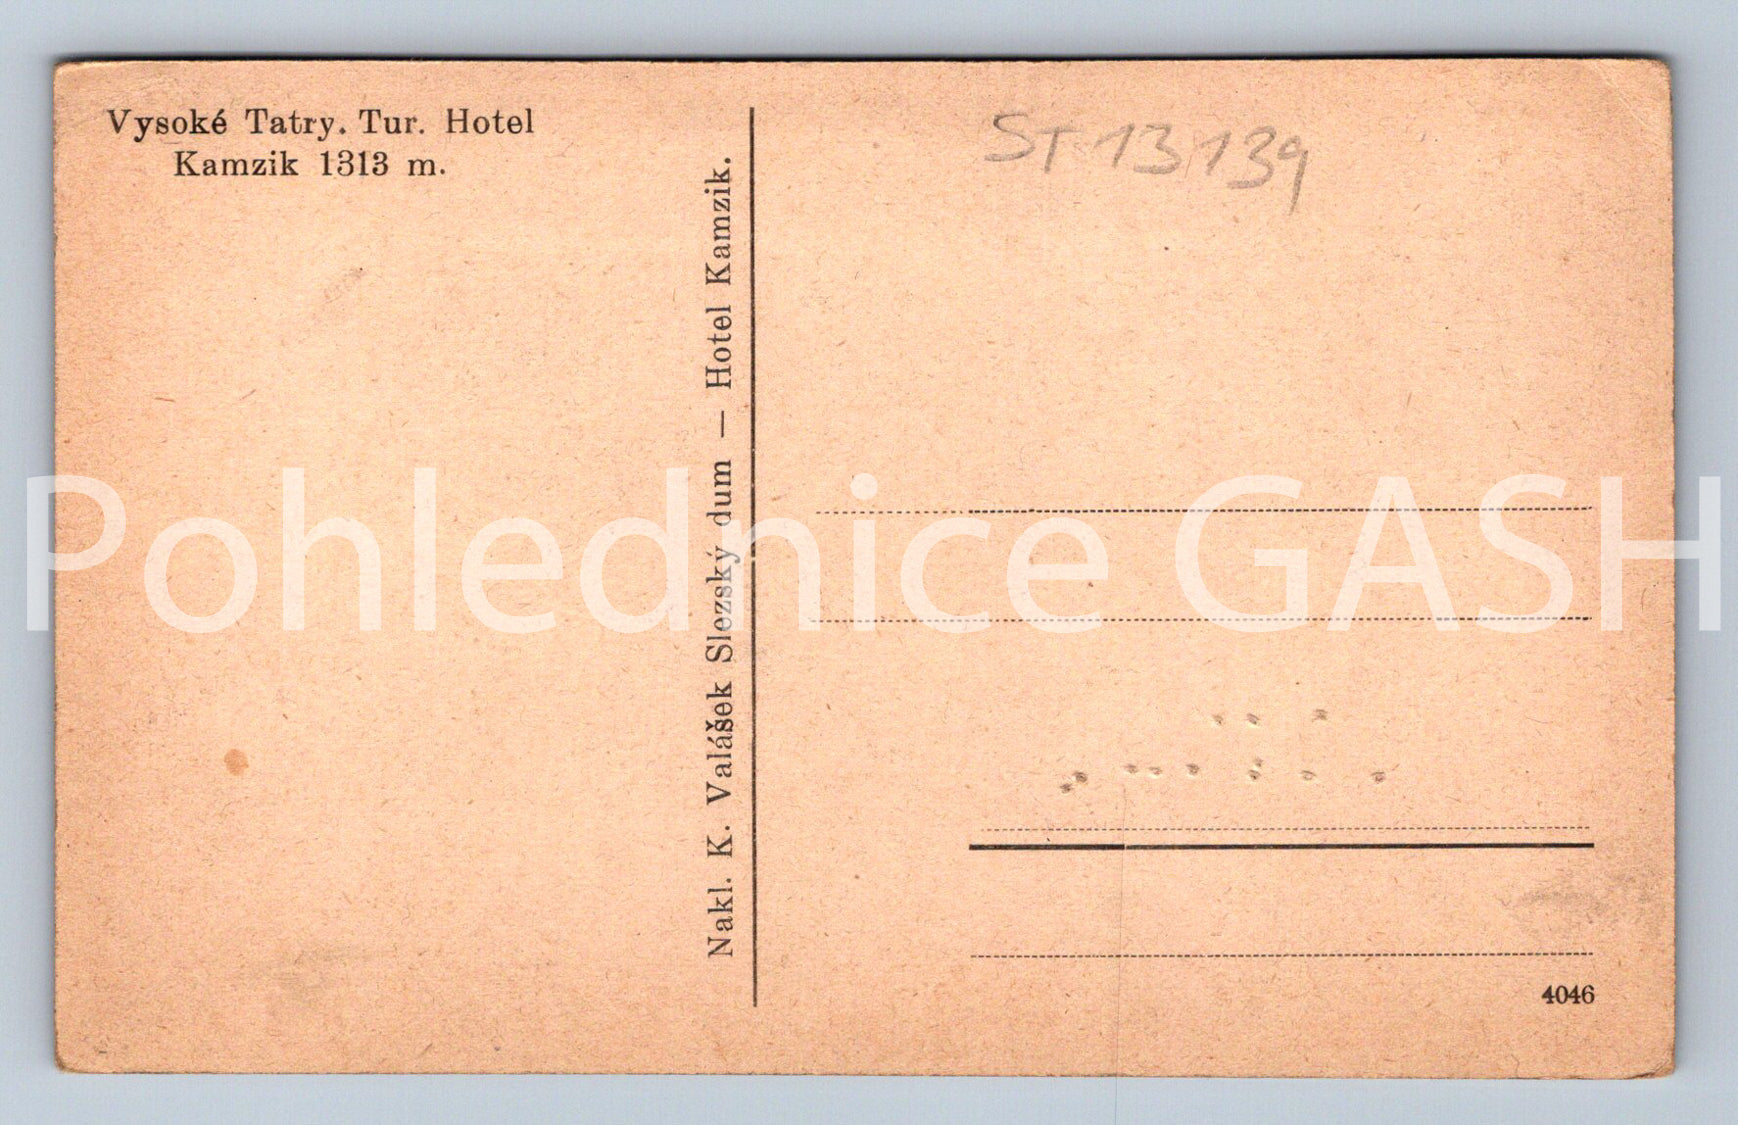 Vysoké Tatry. Tur. Hotel
Kamzik 1313 m.
Nakl. K. Valášek Slezský dum — Hotel Kamzik.
ST 13139
Pohlednice GASH
4046